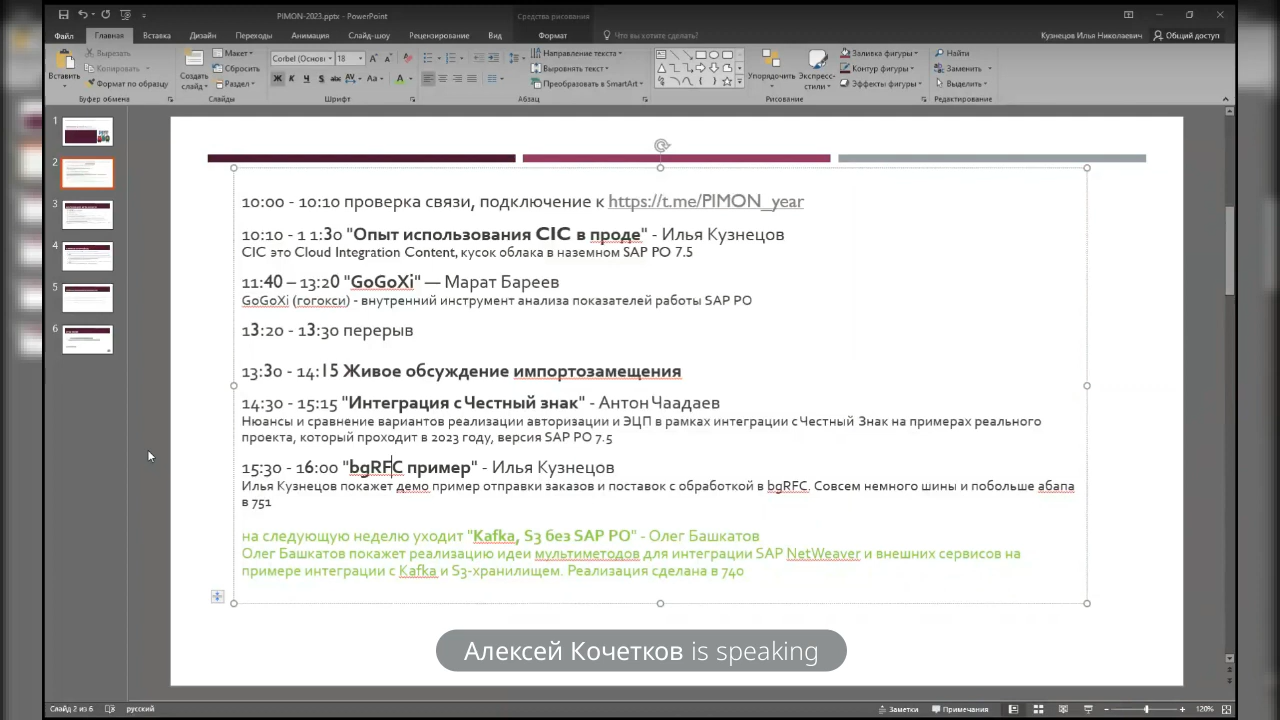 PIMON-2023.pptx - PowerPoint
Средства рисования
Файл Главная Вставка Дизайн Переходы Анимация Слайд-шоу Рецензирование Вид Формат Что вы хотите сделать? Кузнецов Илья Николаевич Общий доступ
Вставить Вырезать Копировать Формат по образцу Буфер обмена
Создать слайд Макет Сбросить Раздел Слайды
Corbel (Основн 18 Шрифт
Направление текста Выровнять текст Преобразовать в SmartArt Абзац
Упорядочить Экспресс-стили Заливка фигуры Контур фигуры Эффекты фигуры Рисование
Найти Заменить Выделить Редактирование
1
2
3
4
5
6
10:00 - 10:10 проверка связи, подключение к https://t.me/PIMON_year
10:10 - 1 1:30 "Опыт использования CIC в проде" - Илья Кузнецов
CIC это Cloud Integration Content, кусок облака в наземном SAP PO 7.5
11:40 – 13:20 "GoGoXi" — Марат Бареев
GoGoXi (гогокси) - внутренний инструмент анализа показателей работы SAP PO
13:20 - 13:30 перерыв
13:30 - 14:15 Живое обсуждение импортозамещения
14:30 - 15:15 "Интеграция с Честный знак" - Антон Чаадаев
Нюансы и сравнение вариантов реализации авторизации и ЭЦП в рамках интеграции с Честный Знак на примерах реального
проекта, который проходит в 2023 году, версия SAP PO 7.5
15:30 - 16:00 "bgRFC пример" - Илья Кузнецов
Илья Кузнецов покажет демо пример отправки заказов и поставок с обработкой в bgRFC. Совсем немного шины и побольше абапа
в 751
на следующую неделю уходит "Kafka, S3 без SAP PO" - Олег Башкатов
Олег Башкатов покажет реализацию идеи мультиметодов для интеграции SAP NetWeaver и внешних сервисов на
примере интеграции с Kafka и S3-хранилищем. Реализация сделана в 740
Алексей Кочетков is speaking
Слайд 2 из 6 русский Заметки Примечания 120%